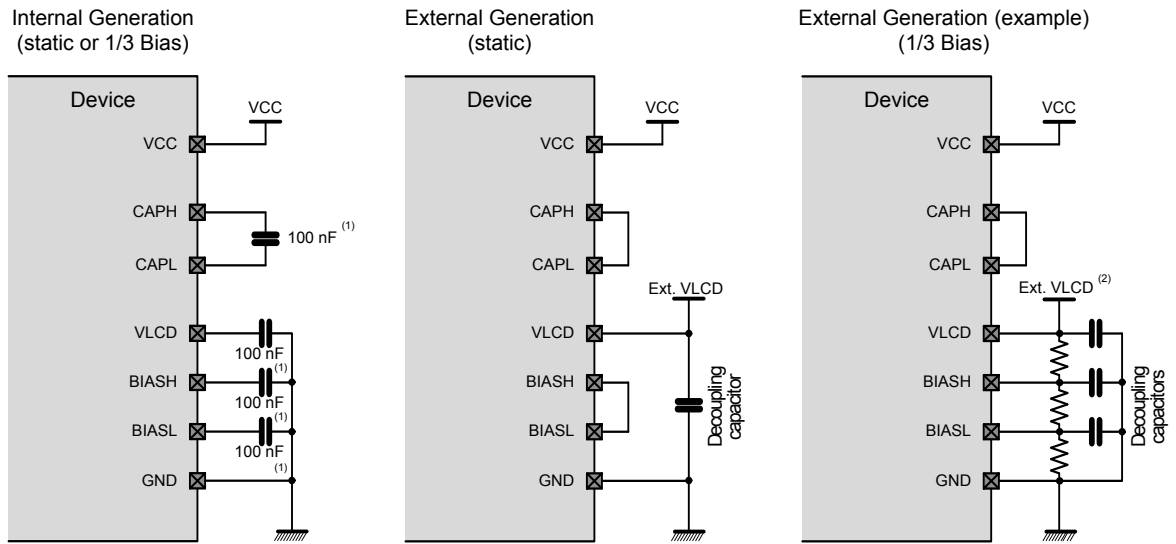 Internal Generation
(static or 1/3 Bias)
Device
VCC
VCC
CAPH
100 nF (1)
CAPL
VLCD
100 nF (1)
BIASH
100 nF (1)
BIASL
100 nF (1)
GND
External Generation
(static)
Device
VCC
VCC
CAPH
CAPL
Ext. VLCD
VLCD
BIASH
BIASL
Decoupling
capacitor
GND
External Generation (example)
(1/3 Bias)
Device
VCC
VCC
CAPH
CAPL
Ext. VLCD (2)
VLCD
BIASH
BIASL
Decoupling
capacitors
GND